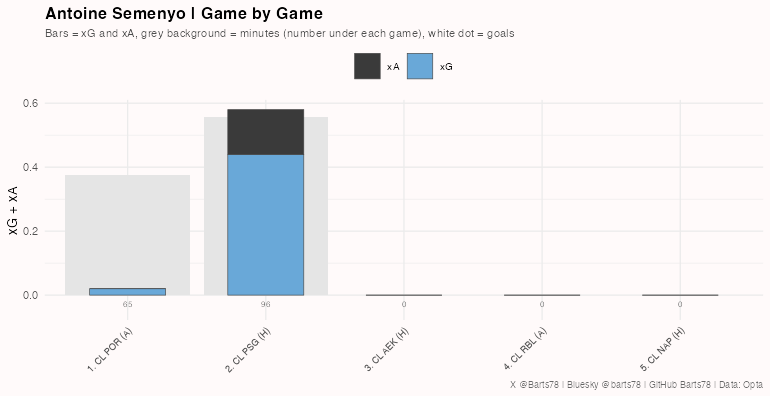 Antoine Semenyo | Game by Game
Bars = xG and xA, grey background = minutes (number under each game), white dot = goals
xA xG
xG + xA
0.6
0.4
0.2
0.0
65 96 0 0 0
1. CL POR (A)
2. CL PSG (H)
3. CL AEK (H)
4. CL RBL (A)
5. CL NAP (H)
X @Barts78 | Bluesky @barts78 | GitHub Barts78 | Data: Opta